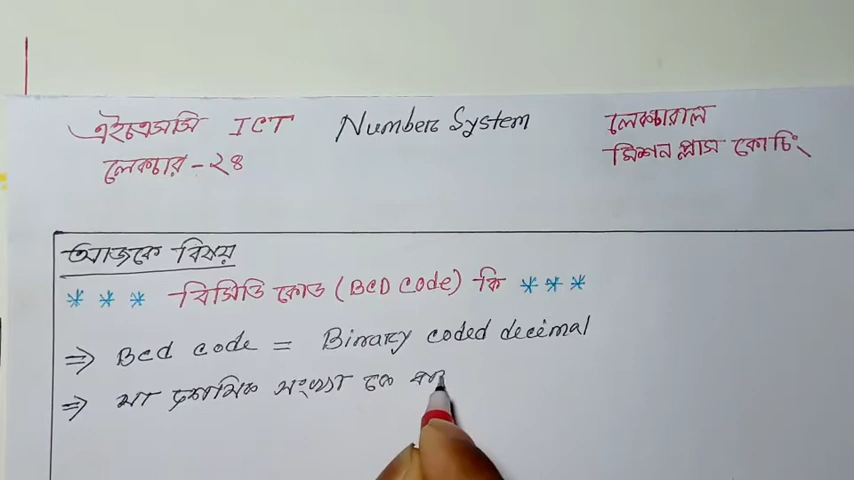 এইচএসসি ICT Number System লেকচারাল
লেকচার - ২৪ মিশন প্লাস কোচিং
আজকে বিষয়
*** বিসিডি কোড (BCD code) কি ***
⇒ Bcd code = Binary coded decimal
⇒ যা দশমিক সংখ্যা কে